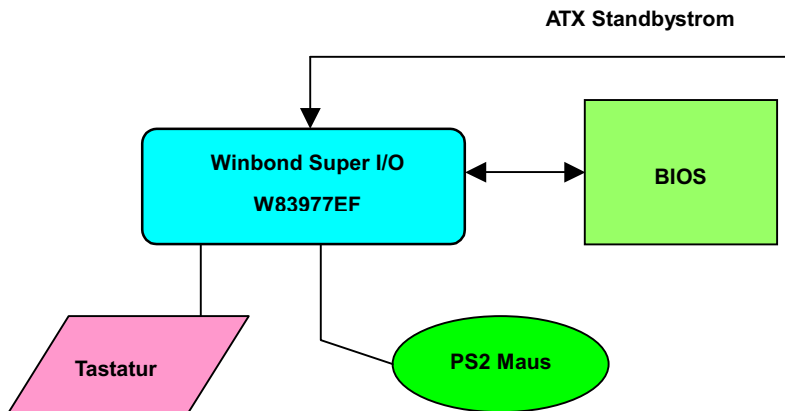 ATX Standbystrom
Winbond Super I/O
W83977EF
BIOS
Tastatur
PS2 Maus